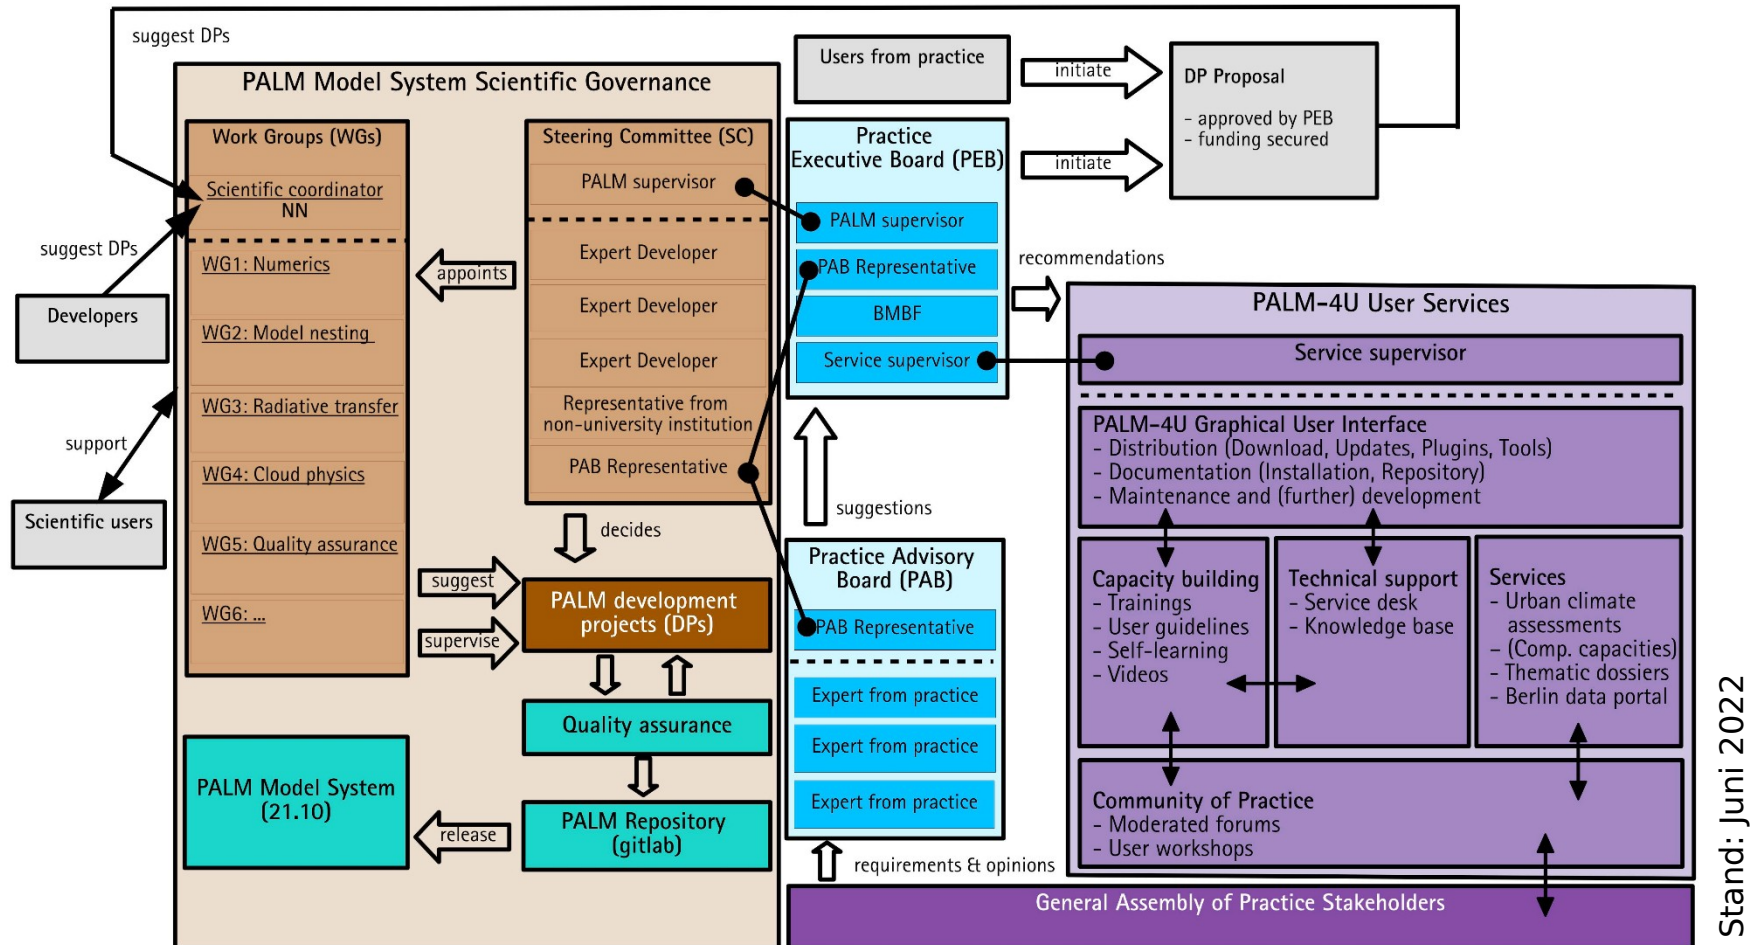 suggest DPs
PALM Model System Scientific Governance
Work Groups (WGs)
Scientific coordinator
NN
WG1: Numerics
WG2: Model nesting
WG3: Radiative transfer
WG4: Cloud physics
WG5: Quality assurance
WG6: ...
suggest DPs
Developers
support
Scientific users
Steering Committee (SC)
PALM supervisor
Expert Developer
Expert Developer
Expert Developer
Representative from
non-university institution
PAB Representative
appoints
decides
suggest
supervise
PALM development
projects (DPs)
Quality assurance
PALM Repository
(gitlab)
release
PALM Model System
(21.10)
Users from practice
initiate
DP Proposal
- approved by PEB
- funding secured
Practice
Executive Board (PEB)
initiate
PALM supervisor
PAB Representative
BMBF
Service supervisor
recommendations
suggestions
Practice Advisory
Board (PAB)
PAB Representative
Expert from practice
Expert from practice
Expert from practice
requirements & opinions
PALM-4U User Services
Service supervisor
PALM-4U Graphical User Interface
- Distribution (Download, Updates, Plugins, Tools)
- Documentation (Installation, Repository)
- Maintenance and (further) development
Capacity building
- Trainings
- User guidelines
- Self-learning
- Videos
Technical support
- Service desk
- Knowledge base
Services
- Urban climate
assessments
- (Comp. capacities)
- Thematic dossiers
- Berlin data portal
Community of Practice
- Moderated forums
- User workshops
General Assembly of Practice Stakeholders
Stand: Juni 2022